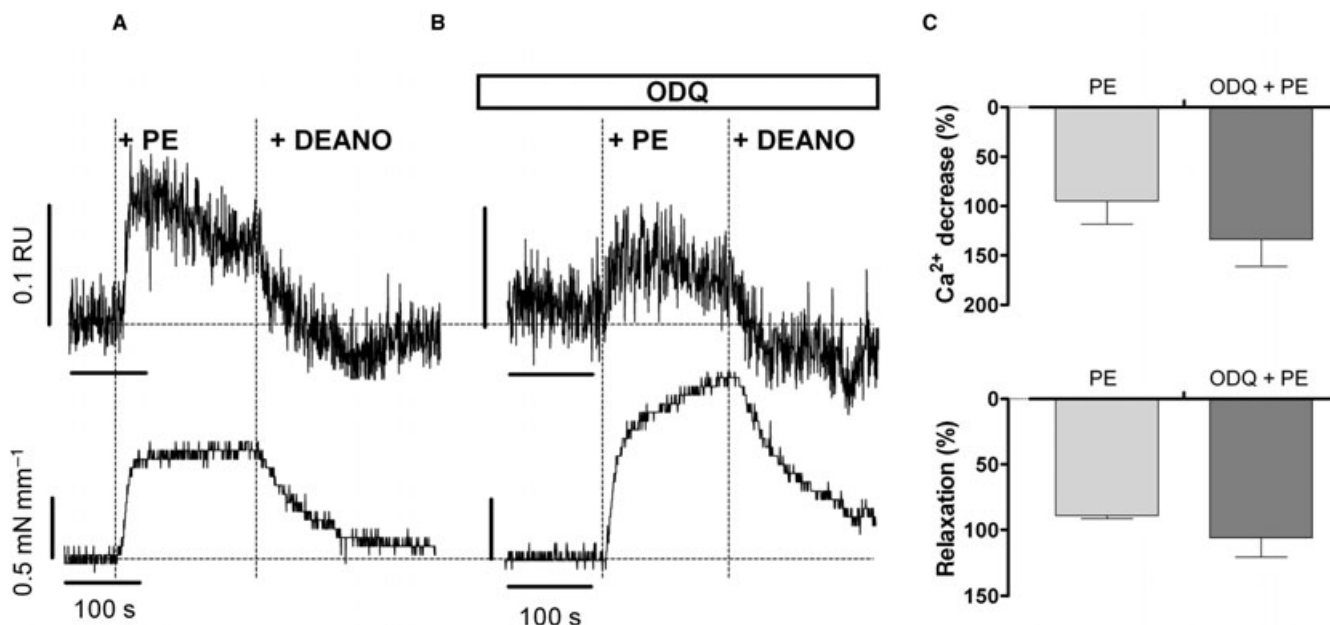 A
B
C
ODQ
+ PE
+ DEANO
+ PE
+ DEANO
0.1 RU
0.5 mN mm⁻¹
100 s
100 s
PE
ODQ + PE
0
50
100
150
200
Ca²⁺ decrease (%)
PE
ODQ + PE
0
50
100
150
Relaxation (%)